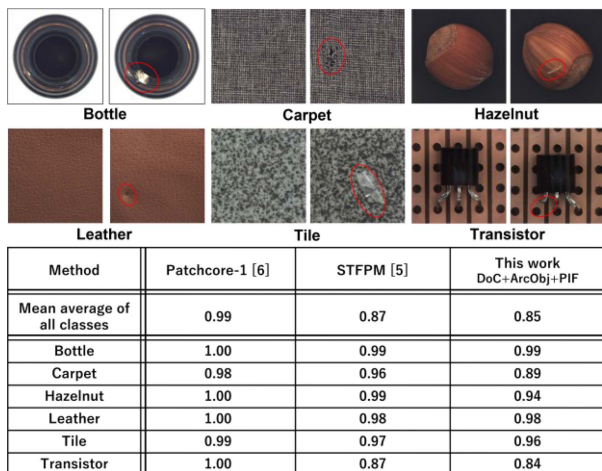 Bottle Carpet Hazelnut
Leather Tile Transistor
Method Patchcore-1 [6] STFPM [5] This work
DoC+ArcObj+PIF
Mean average of
all classes 0.99 0.87 0.85
Bottle 1.00 0.99 0.99
Carpet 0.98 0.96 0.89
Hazelnut 1.00 0.99 0.94
Leather 1.00 0.98 0.98
Tile 0.99 0.97 0.96
Transistor 1.00 0.87 0.84